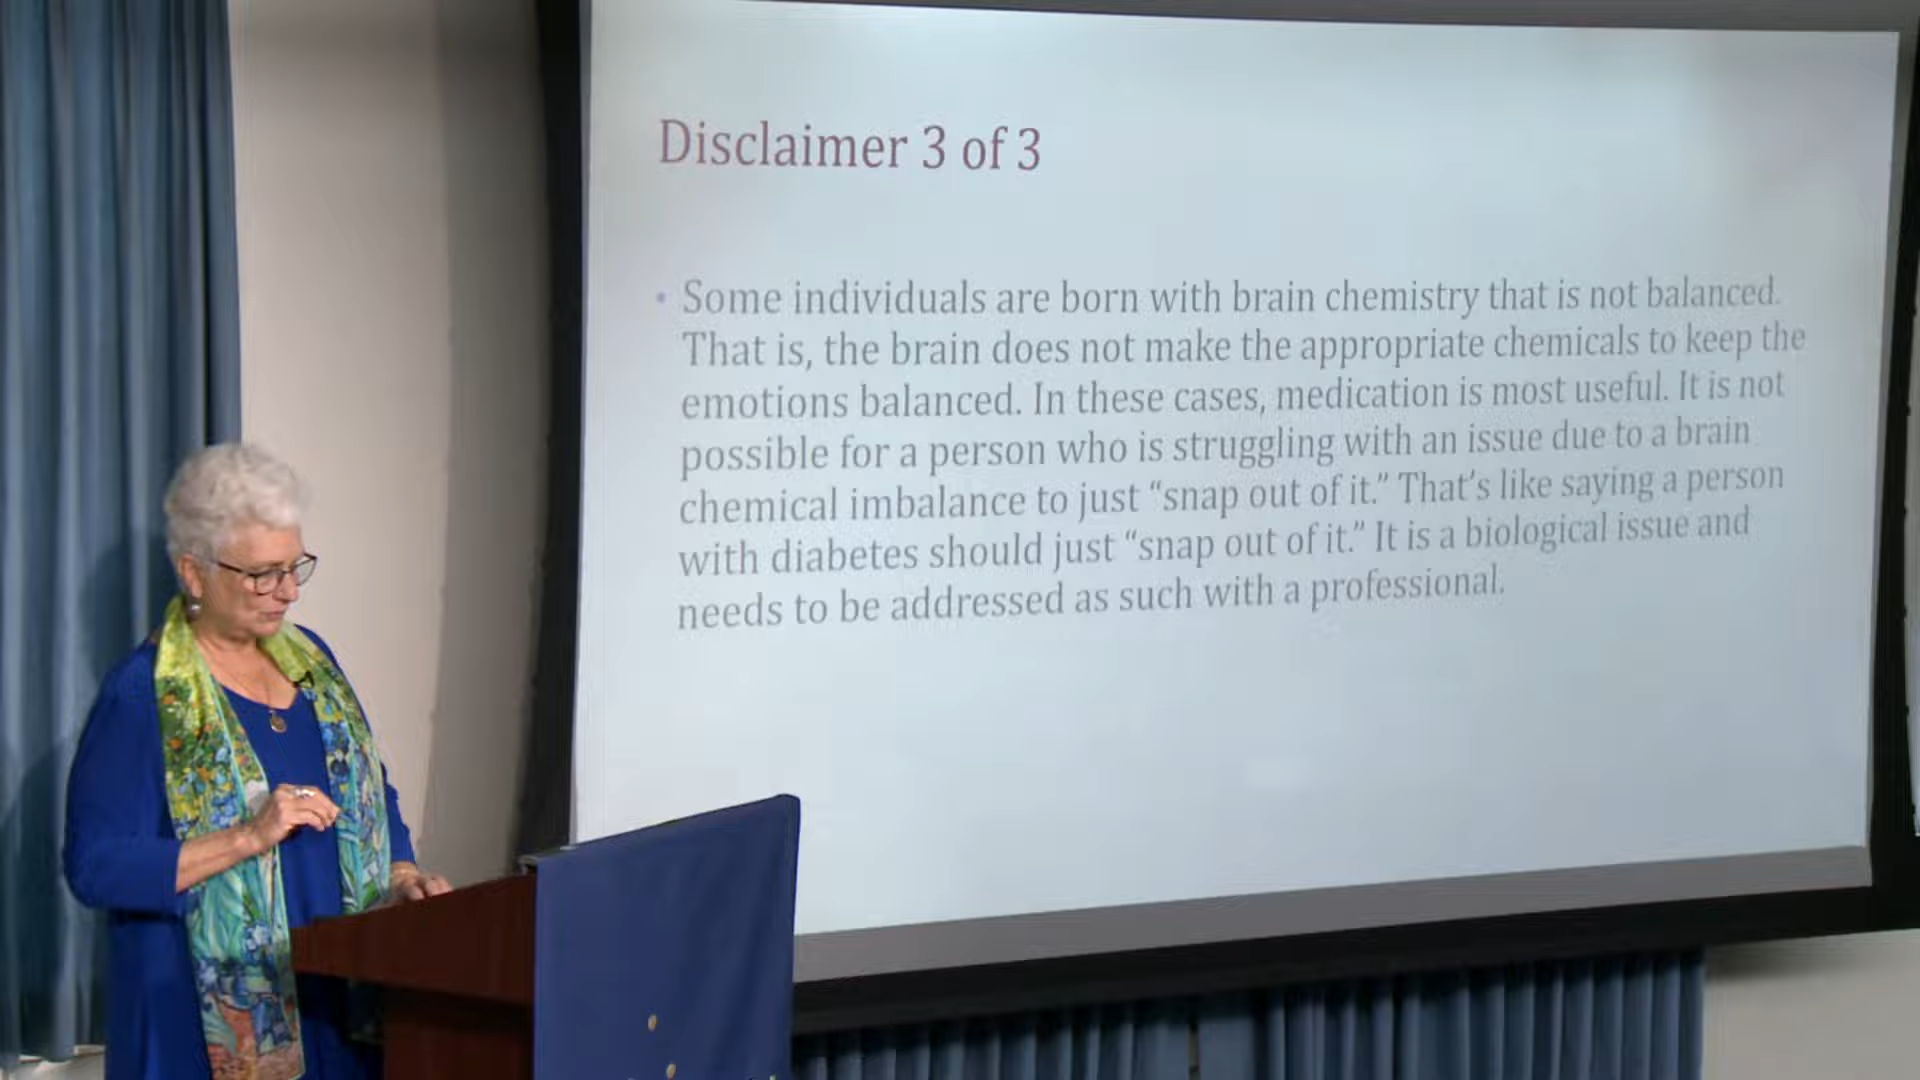 Disclaimer 3 of 3
• Some individuals are born with brain chemistry that is not balanced.
That is, the brain does not make the appropriate chemicals to keep the
emotions balanced. In these cases, medication is most useful. It is not
possible for a person who is struggling with an issue due to a brain
chemical imbalance to just “snap out of it.” That’s like saying a person
with diabetes should just “snap out of it.” It is a biological issue and
needs to be addressed as such with a professional.